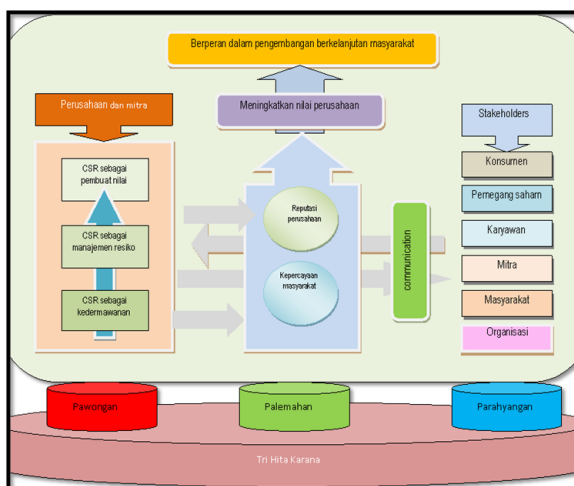 Berperan dalam pengembangan berkelanjutan masyarakat
Perusahaan dan mitra
Meningkatkan nilai perusahaan
Stakeholders
CSR sebagai
pembuat nilai
CSR sebagai
manajemen resiko
CSR sebagai
kedermawanan
Reputasi
perusahaan
Kepercayaan
masyarakat
communication
Konsumen
Pemegang saham
Karyawan
Mitra
Masyarakat
Organisasi
Pawongan
Palemahan
Parahyangan
Tri Hita Karana